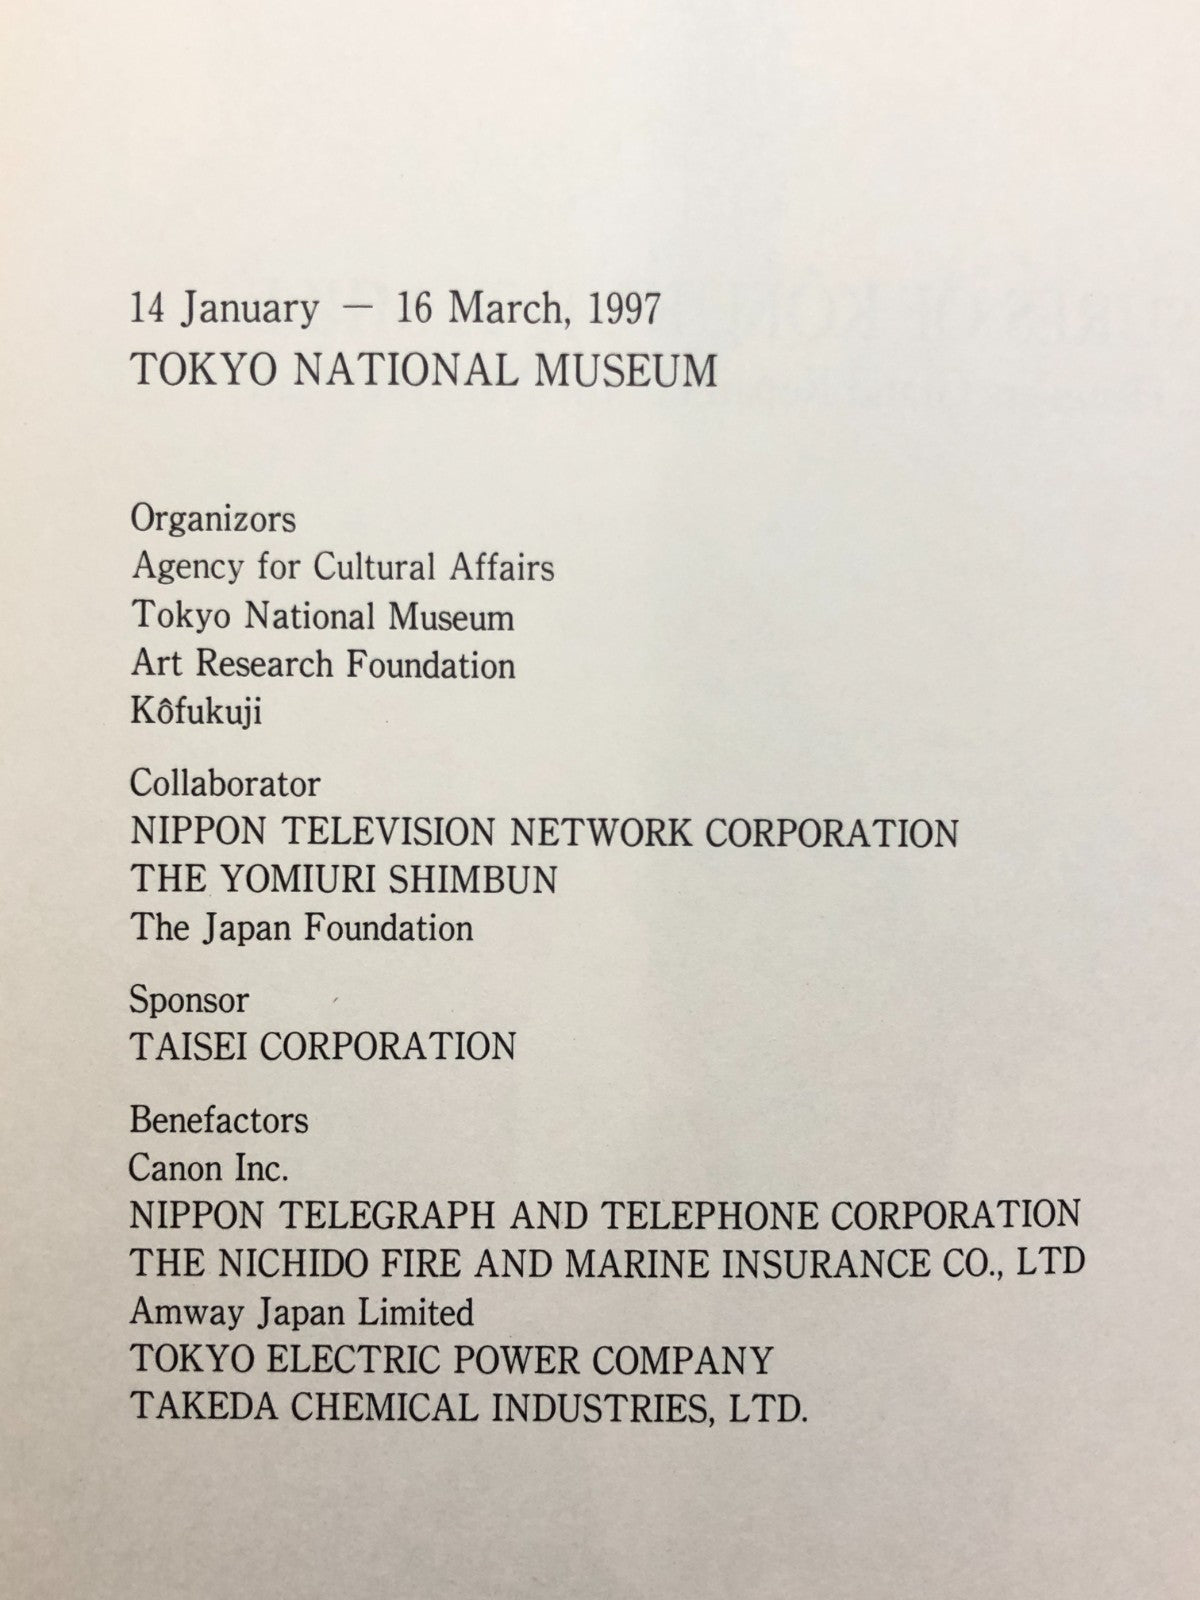 14 January — 16 March, 1997
TOKYO NATIONAL MUSEUM
Organizors
Agency for Cultural Affairs
Tokyo National Museum
Art Research Foundation
Kôfukuji
Collaborator
NIPPON TELEVISION NETWORK CORPORATION
THE YOMIURI SHIMBUN
The Japan Foundation
Sponsor
TAISEI CORPORATION
Benefactors
Canon Inc.
NIPPON TELEGRAPH AND TELEPHONE CORPORATION
THE NICHIDO FIRE AND MARINE INSURANCE CO., LTD
Amway Japan Limited
TOKYO ELECTRIC POWER COMPANY
TAKEDA CHEMICAL INDUSTRIES, LTD.